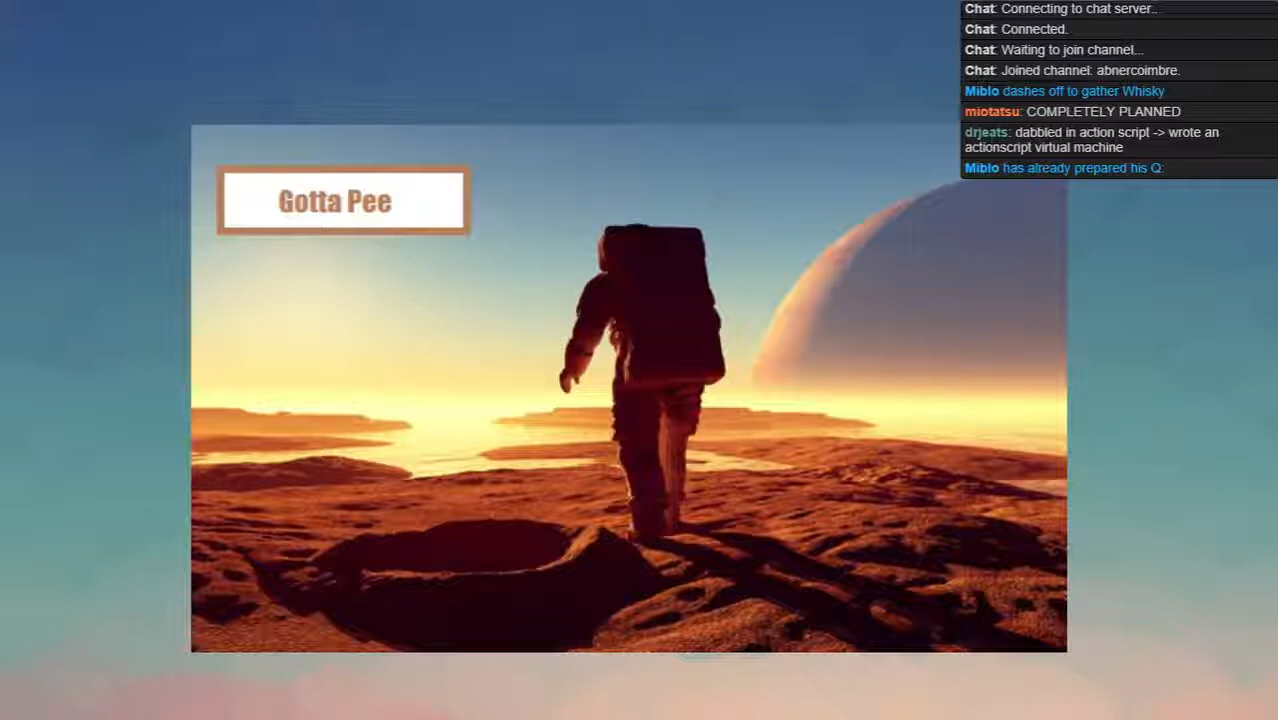 Chat: Connecting to chat server..
Chat: Connected.
Chat: Waiting to join channel...
Chat: Joined channel: abnercoimbre.
Miblo dashes off to gather Whisky
miotatsu: COMPLETELY PLANNED
drjeats: dabbled in action script -> wrote an
actionscript virtual machine
Miblo has already prepared his Q:
Gotta Pee